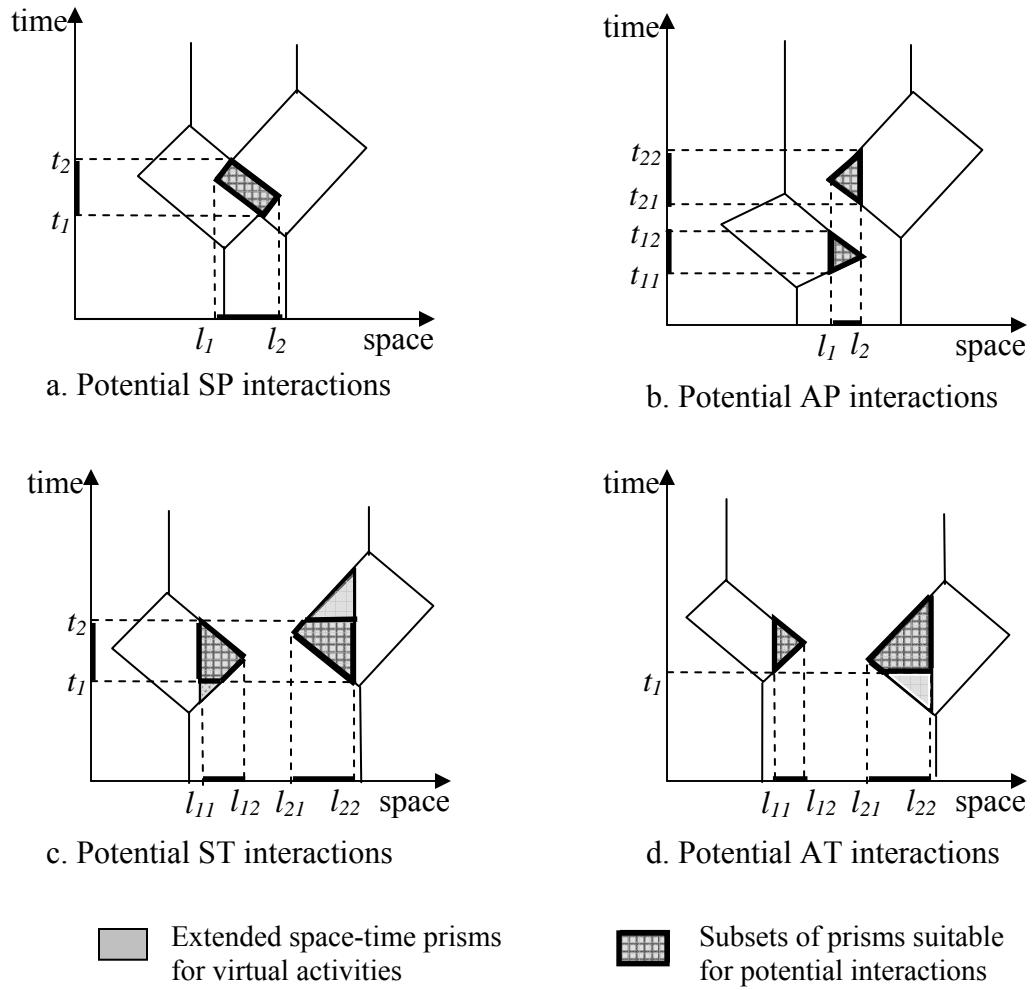 time
t2
t1
l1
l2
space
a. Potential SP interactions
time
t22
t21
t12
t11
l1
l2
space
b. Potential AP interactions
time
t2
t1
l11
l12
l21
l22
space
c. Potential ST interactions
time
t1
l11
l12
l21
l22
space
d. Potential AT interactions
Extended space-time prisms
for virtual activities
Subsets of prisms suitable
for potential interactions